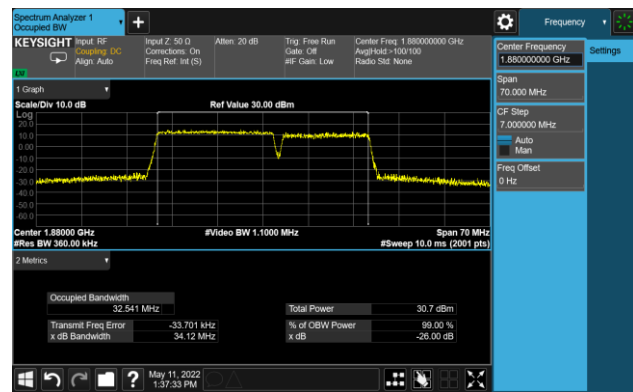 Spectrum Analyzer 1
Occupied BW
Frequency
KEYSIGHT
Input: RF
Coupling: DC
Align: Auto
Input Z: 50 Ω
Corrections: On
Freq Ref: Int (S)
Atten: 20 dB
Trig: Free Run
Gate: Off
#IF Gain: Low
Center Freq: 1.880000000 GHz
Avg|Hold:>100/100
Radio Std: None
Center Frequency
1.880000000 GHz
Settings
Span
70.000 MHz
CF Step
7.000000 MHz
Auto
Man
Freq Offset
0 Hz
1 Graph
Scale/Div 10.0 dB
Ref Value 30.00 dBm
Log
20.0
10.0
0.00
-10.0
-20.0
-30.0
-40.0
-50.0
-60.0
Center 1.88000 GHz
#Video BW 1.1000 MHz
Span 70 MHz
#Res BW 360.00 kHz
#Sweep 10.0 ms (2001 pts)
2 Metrics
Occupied Bandwidth
32.541 MHz
Total Power 30.7 dBm
Transmit Freq Error -33.701 kHz
% of OBW Power 99.00 %
x dB Bandwidth 34.12 MHz
x dB -26.00 dB
May 11, 2022
1:37:33 PM